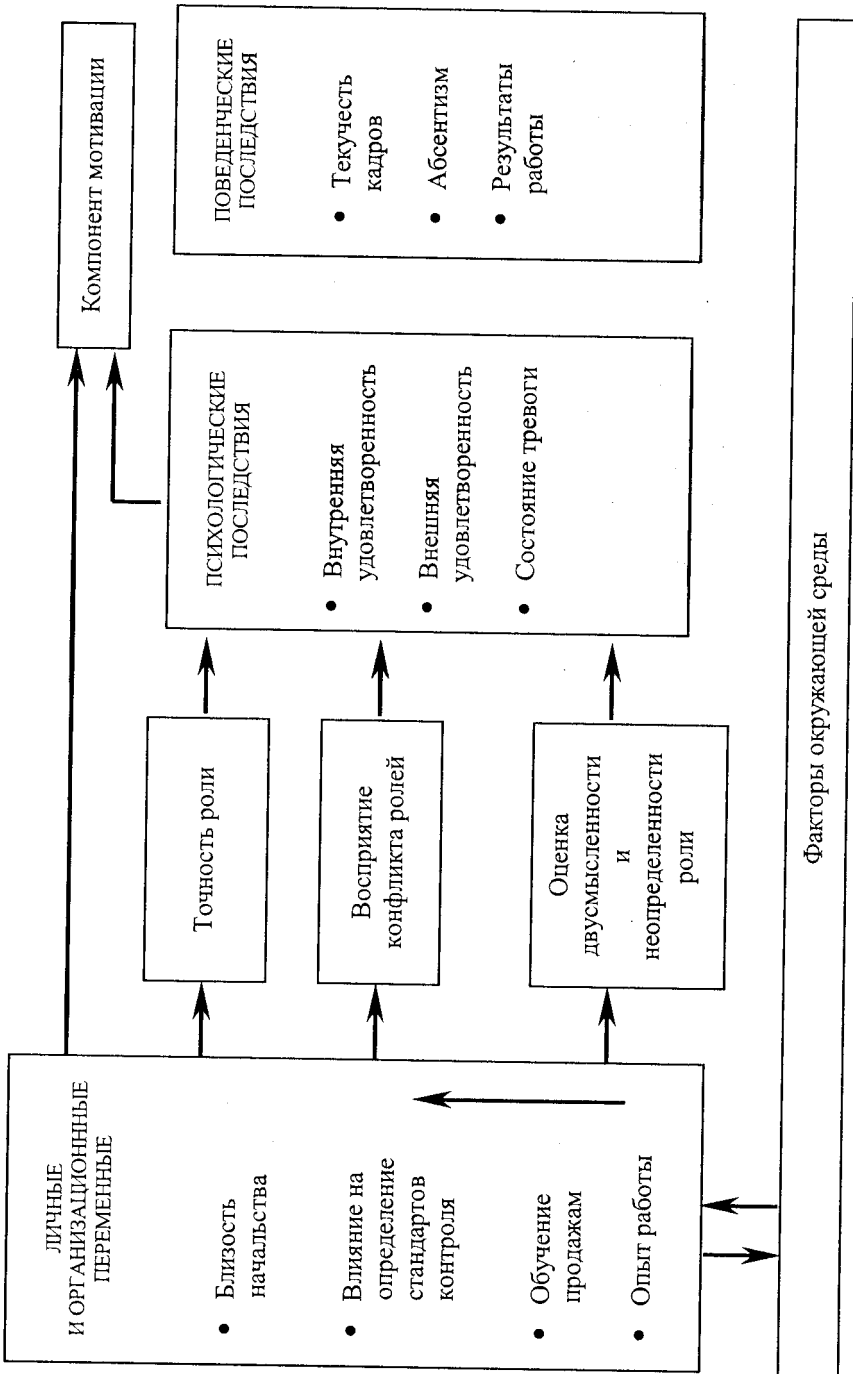 ЛИЧНЫЕ
И ОРГАНИЗАЦИОННЫЕ
ПЕРЕМЕННЫЕ
• Близость
начальства
• Влияние на
определение
стандартов
контроля
• Обучение
продажам
• Опыт работы
Точность роли
Восприятие
конфликта ролей
Оценка
двусмысленности
и
неопределенности
роли
ПСИХОЛОГИЧЕСКИЕ
ПОСЛЕДСТВИЯ
• Внутренняя
удовлетворенность
• Внешняя
удовлетворенность
• Состояние тревоги
Компонент мотивации
ПОВЕДЕНЧЕСКИЕ
ПОСЛЕДСТВИЯ
• Текучесть
кадров
• Абсентизм
• Результаты
работы
Факторы окружающей среды